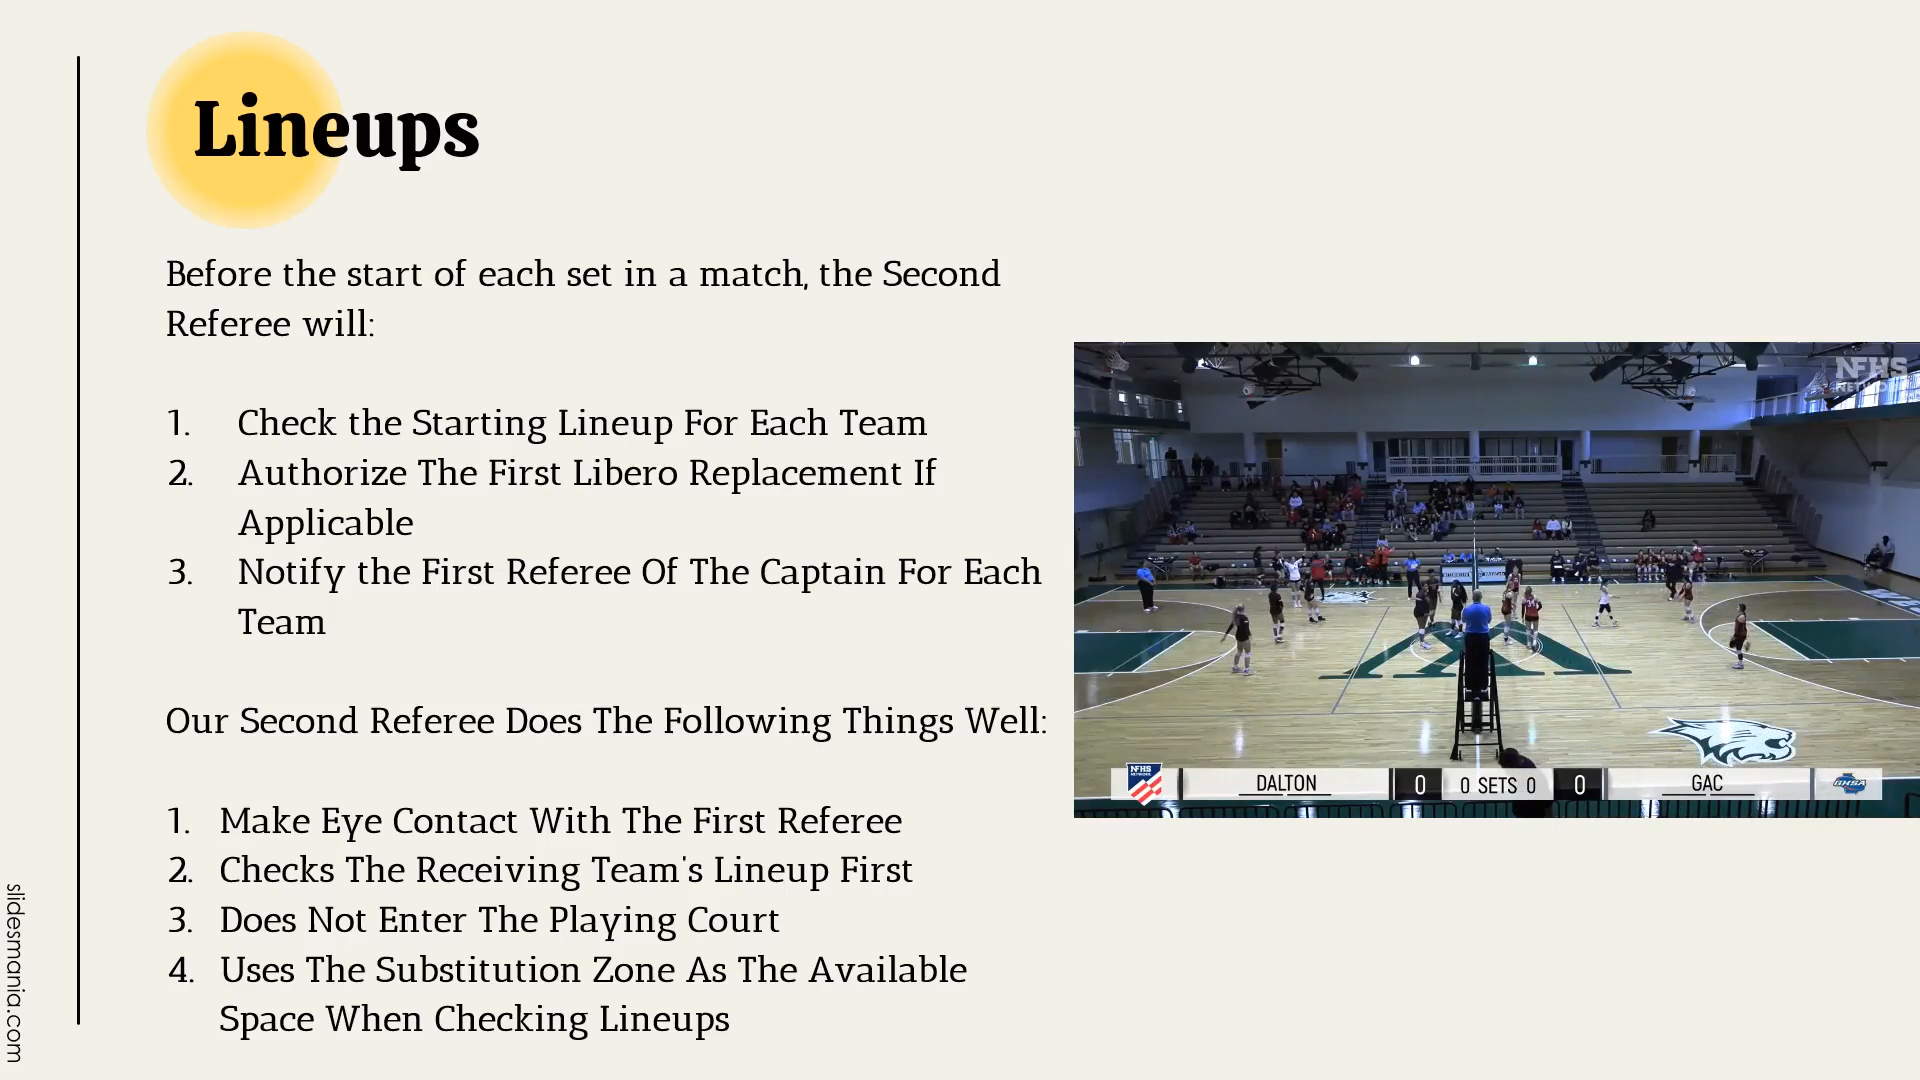 Lineups
Before the start of each set in a match, the Second
Referee will:
1. Check the Starting Lineup For Each Team
2. Authorize The First Libero Replacement If
Applicable
3. Notify the First Referee Of The Captain For Each
Team
Our Second Referee Does The Following Things Well:
1. Make Eye Contact With The First Referee
2. Checks The Receiving Team's Lineup First
3. Does Not Enter The Playing Court
4. Uses The Substitution Zone As The Available
Space When Checking Lineups
NFHS
NETWORK
NFHS
NETWORK
DALTON 0 0 SETS 0 0 GAC
GHSA
slidesmania.com